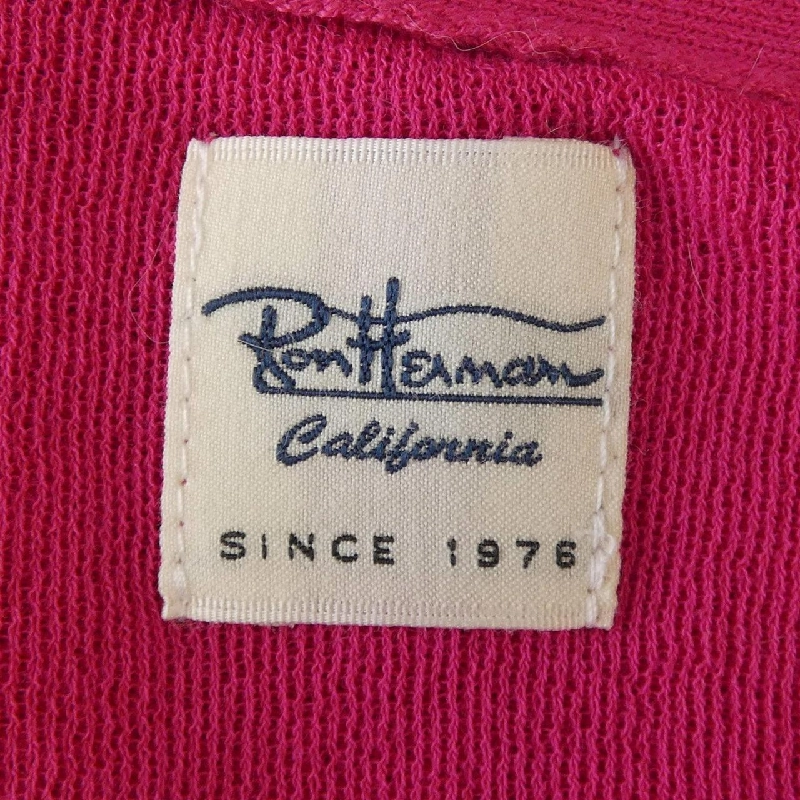 Ron Herman
California
SINCE 1976